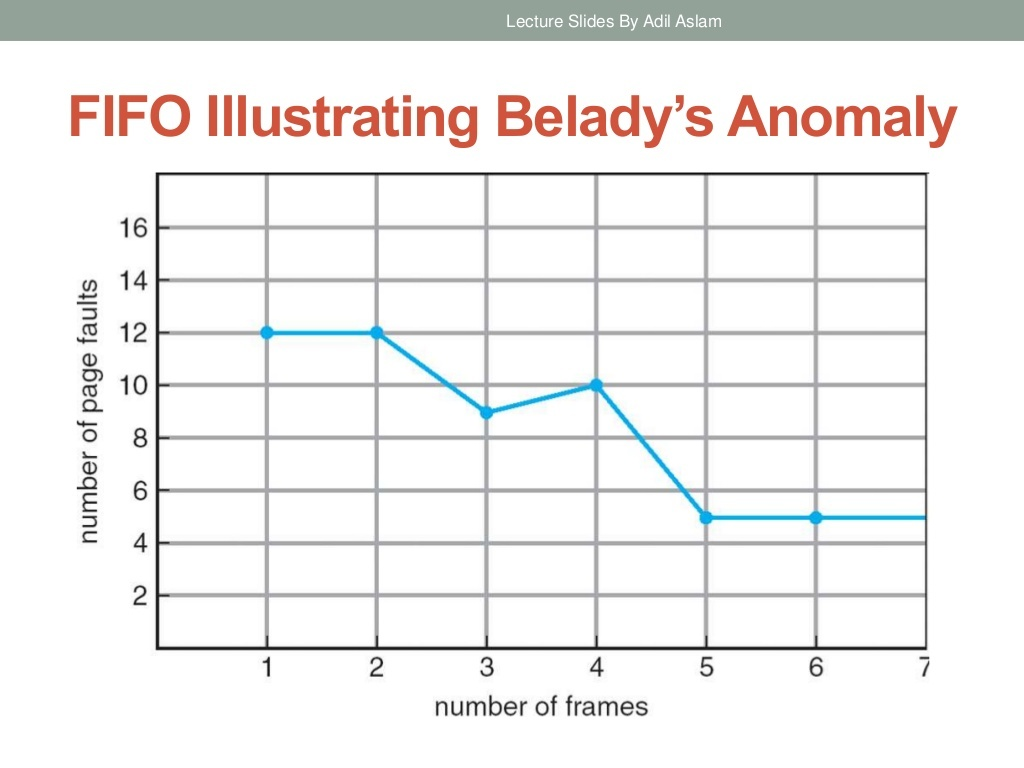 Lecture Slides By Adil Aslam
FIFO Illustrating Belady’s Anomaly
number of page faults
16
14
12
10
8
6
4
2
1 2 3 4 5 6 7
number of frames